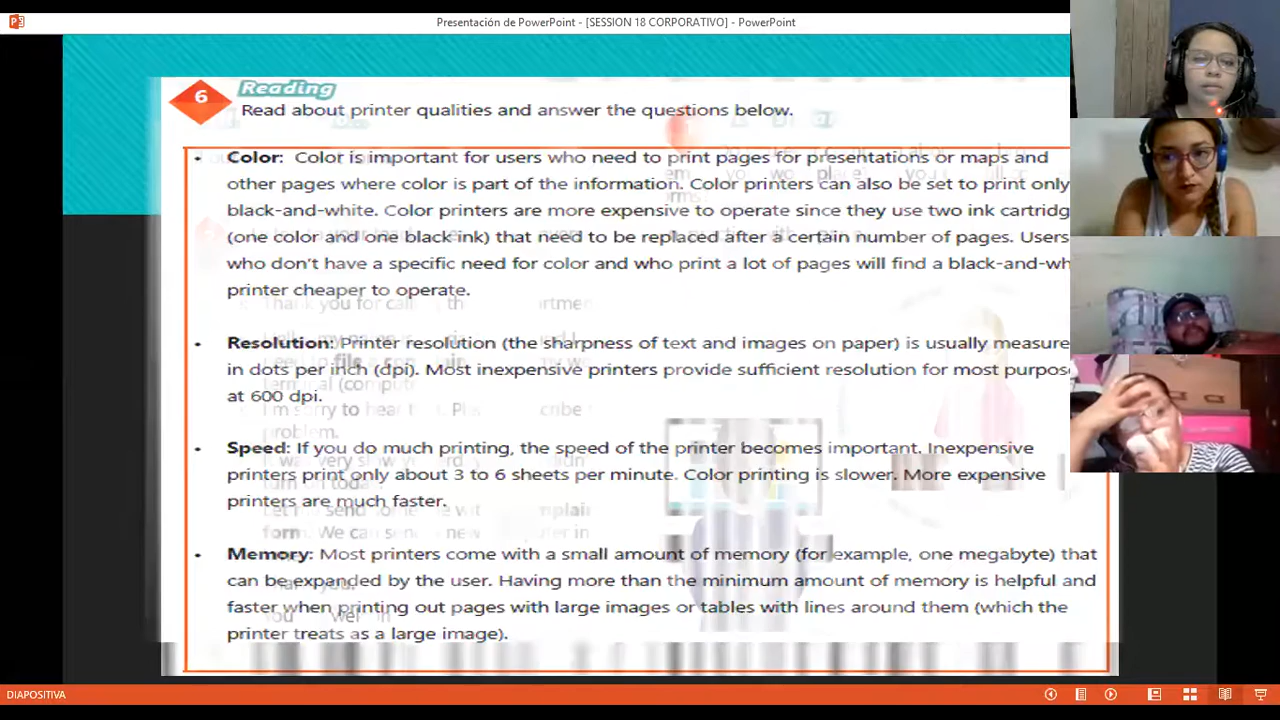 Presentación de PowerPoint - [SESSION 18 CORPORATIVO] - PowerPoint
6
Reading
Read about printer qualities and answer the questions below.
• Color: Color is important for users who need to print pages for presentations or maps and
other pages where color is part of the information. Color printers can also be set to print only
black-and-white. Color printers are more expensive to operate since they use two ink cartridg
(one color and one black ink) that need to be replaced after a certain number of pages. Users
who don't have a specific need for color and who print a lot of pages will find a black-and-wh
printer cheaper to operate.
• Resolution: Printer resolution (the sharpness of text and images on paper) is usually measure
in dots per inch (dpi). Most inexpensive printers provide sufficient resolution for most purpos
at 600 dpi.
• Speed: If you do much printing, the speed of the printer becomes important. Inexpensive
printers print only about 3 to 6 sheets per minute. Color printing is slower. More expensive
printers are much faster.
• Memory: Most printers come with a small amount of memory (for example, one megabyte) that
can be expanded by the user. Having more than the minimum amount of memory is helpful and
faster when printing out pages with large images or tables with lines around them (which the
printer treats as a large image).
DIAPOSITIVA